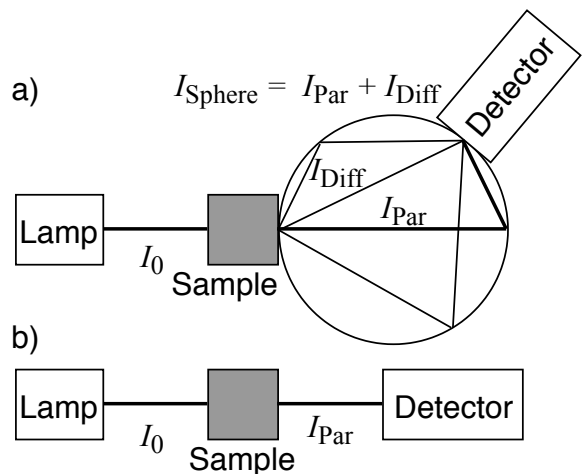 a)
I_Sphere = I_Par + I_Diff
Detector
I_Diff
I_Par
Lamp
I_0
Sample
b)
Lamp
Detector
I_0
I_Par
Sample